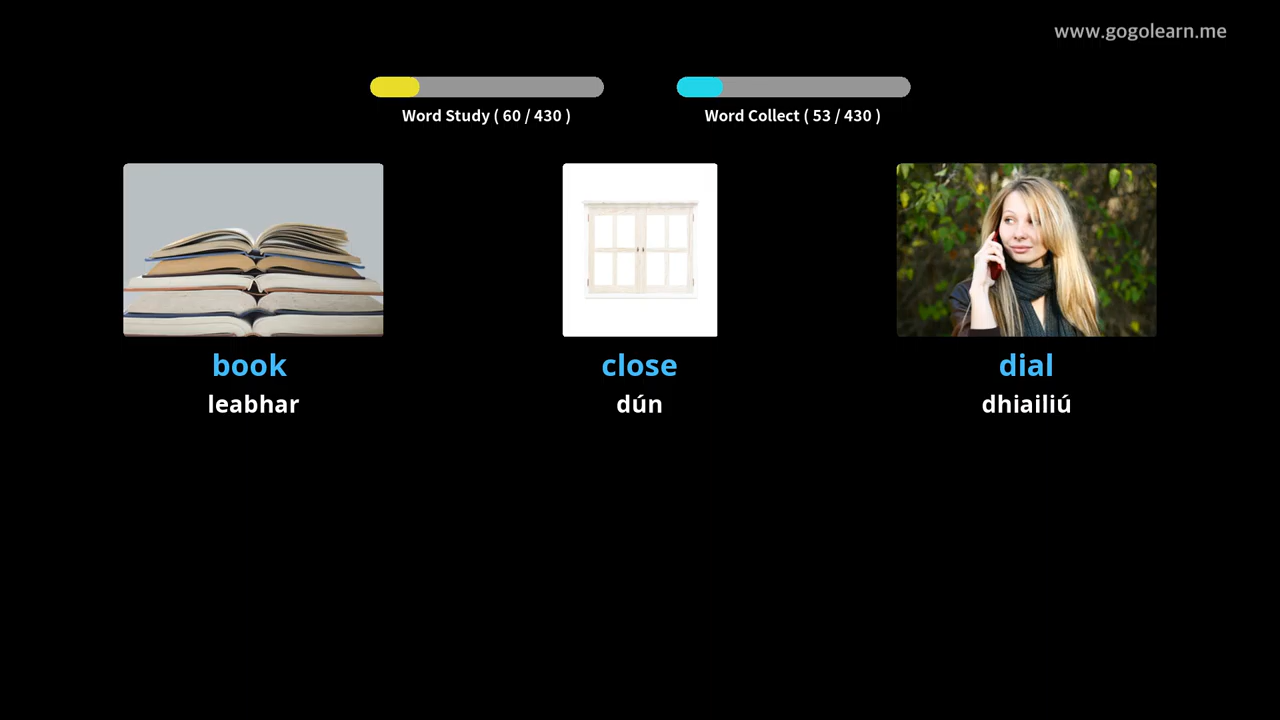 www.gogolearn.me
Word Study ( 60 / 430 )
Word Collect ( 53 / 430 )
book
leabhar
close
dún
dial
dhiailiú